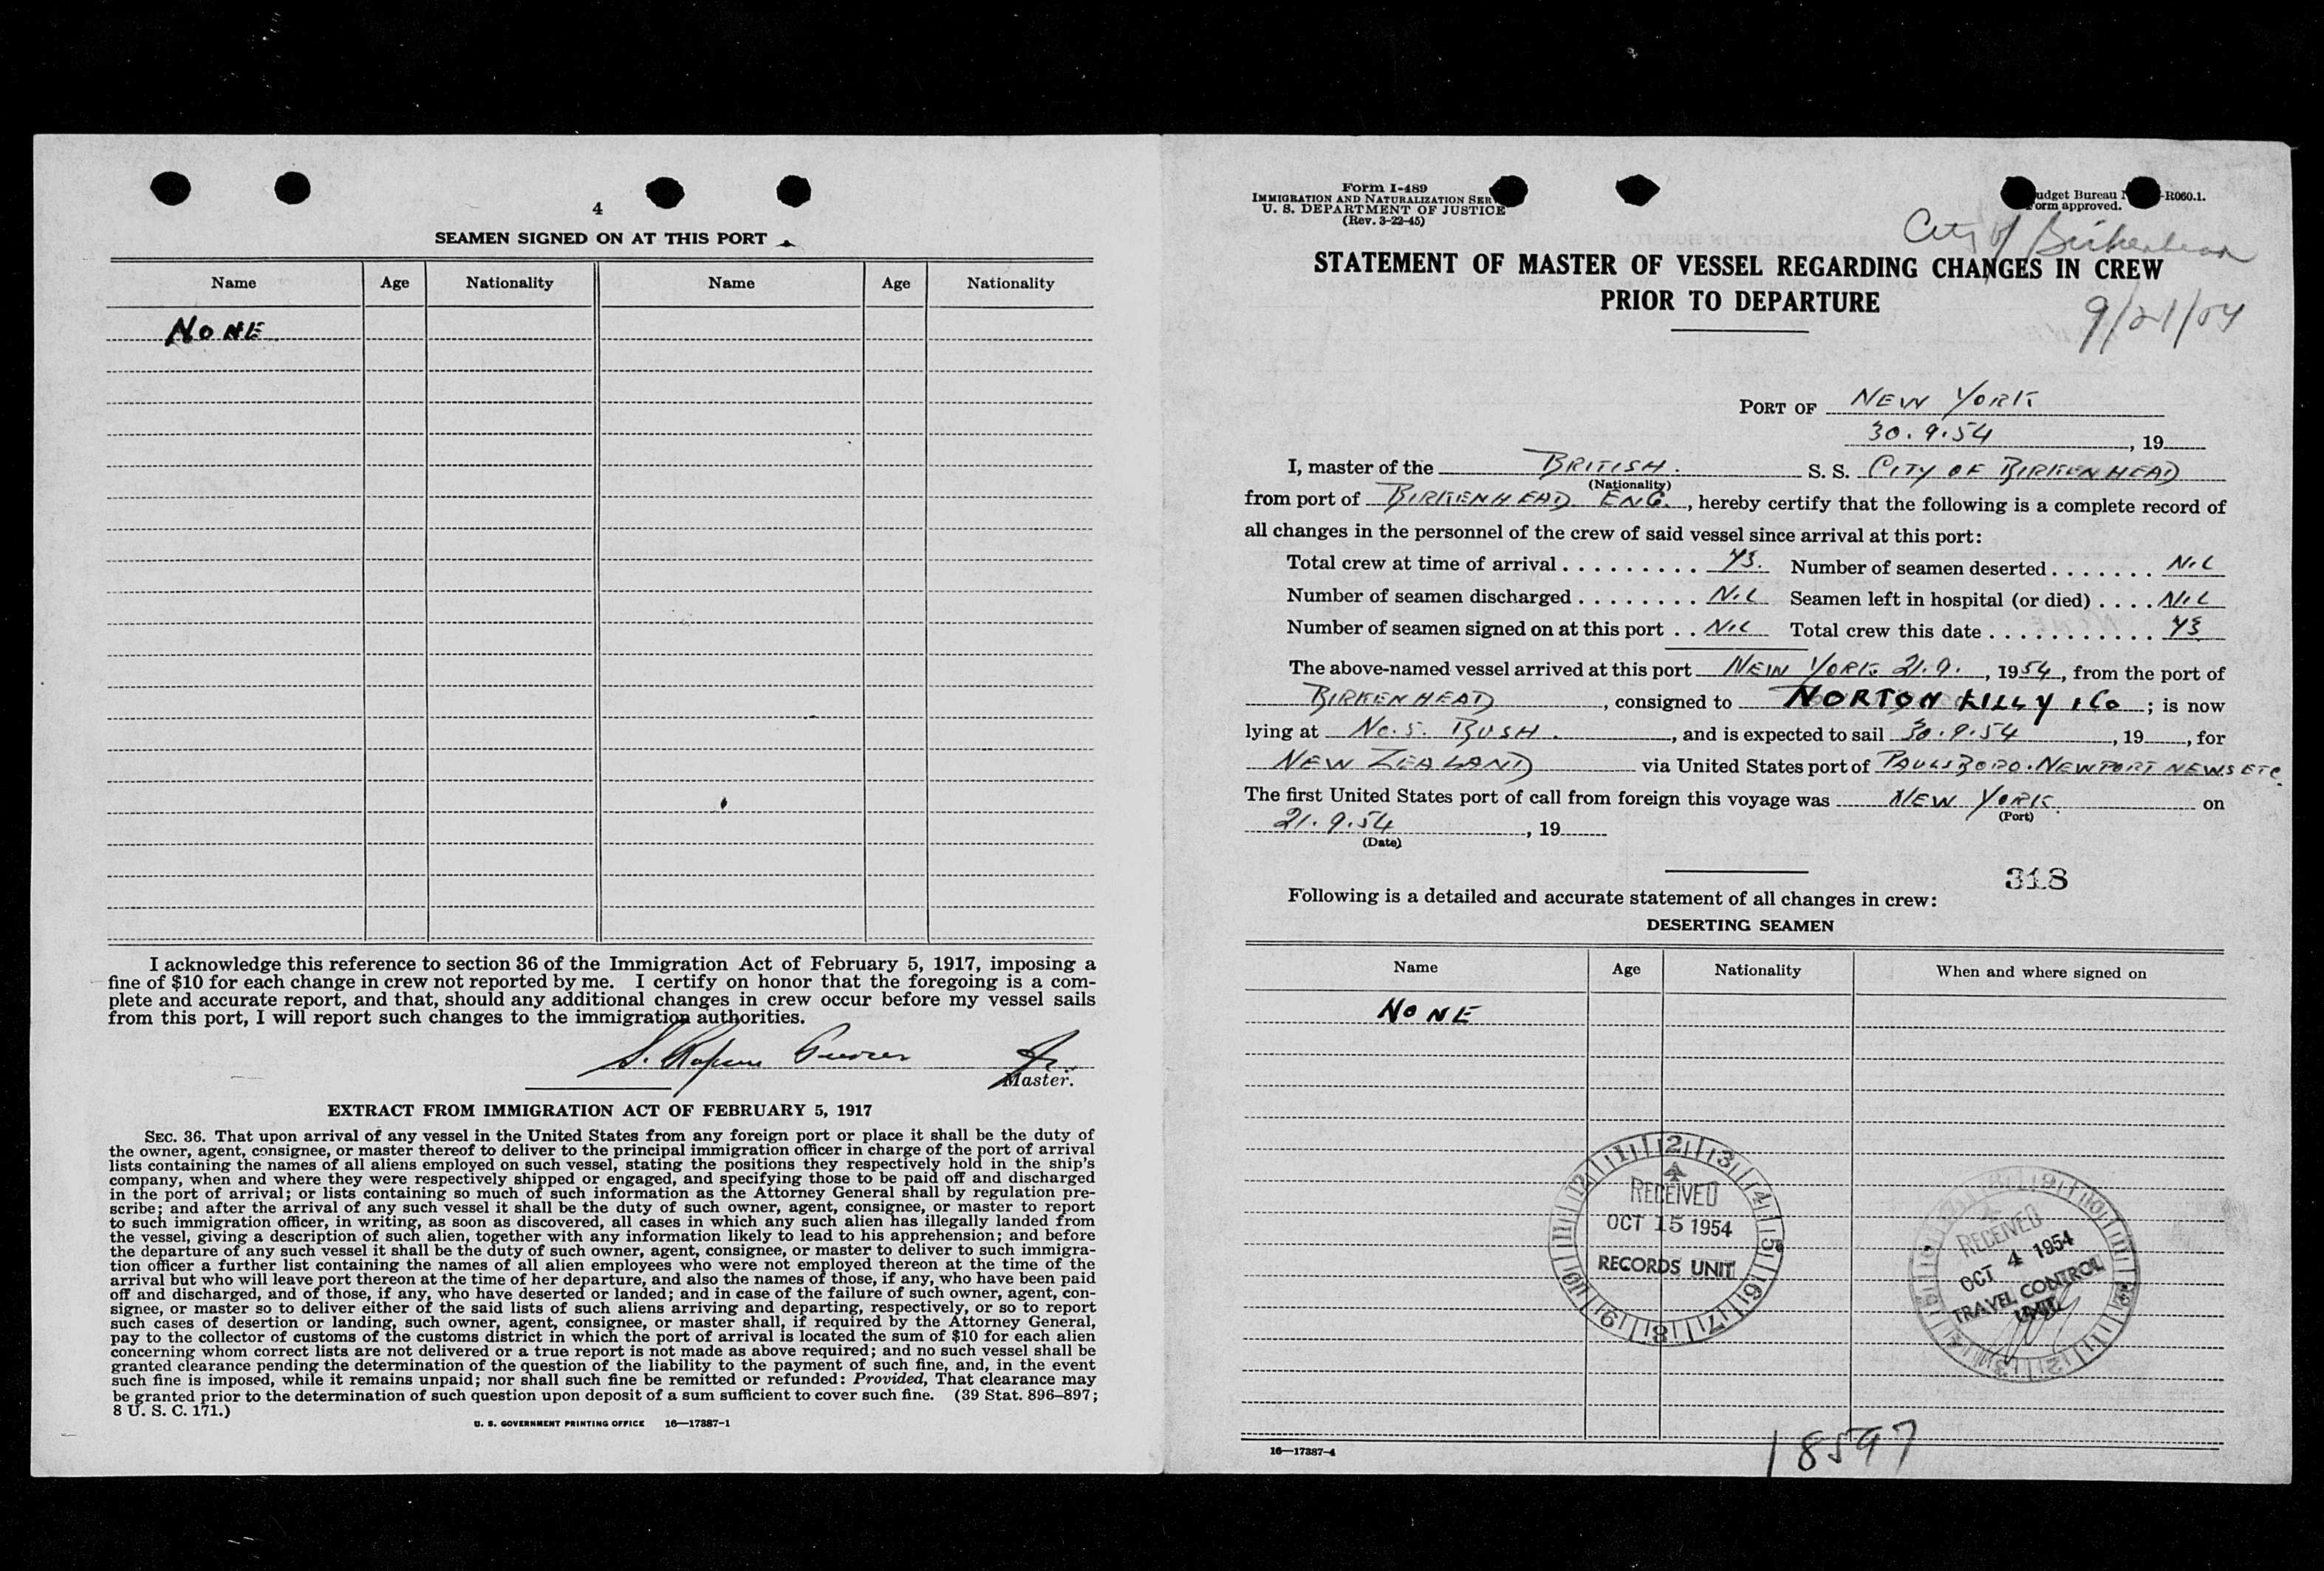 4
SEAMEN SIGNED ON AT THIS PORT
Name Age Nationality Name Age Nationality
NONE
I acknowledge this reference to section 36 of the Immigration Act of February 5, 1917, imposing a
fine of $10 for each change in crew not reported by me. I certify on honor that the foregoing is a com-
plete and accurate report, and that, should any additional changes in crew occur before my vessel sails
from this port, I will report such changes to the immigration authorities.
Master.
EXTRACT FROM IMMIGRATION ACT OF FEBRUARY 5, 1917
SEC. 36. That upon arrival of any vessel in the United States from any foreign port or place it shall be the duty of
the owner, agent, consignee, or master thereof to deliver to the principal immigration officer in charge of the port of arrival
lists containing the names of all aliens employed on such vessel, stating the positions they respectively hold in the ship's
company, when and where they were respectively shipped or engaged, and specifying those to be paid off and discharged
in the port of arrival; or lists containing so much of such information as the Attorney General shall by regulation pre-
scribe; and after the arrival of any such vessel it shall be the duty of such owner, agent, consignee, or master to report
to such immigration officer, in writing, as soon as discovered, all cases in which any such alien has illegally landed from
the vessel, giving a description of such alien, together with any information likely to lead to his apprehension; and before
the departure of any such vessel it shall be the duty of such owner, agent, consignee, or master to deliver to such immigra-
tion officer a further list containing the names of all alien employees who were not employed thereon at the time of the
arrival but who will leave port thereon at the time of her departure, and also the names of those, if any, who have been paid
off and discharged, and of those, if any, who have deserted or landed; and in case of the failure of such owner, agent, con-
signee, or master so to deliver either of the said lists of such aliens arriving and departing, respectively, or so to report
such cases of desertion or landing, such owner, agent, consignee, or master shall, if required by the Attorney General,
pay to the collector of customs of the customs district in which the port of arrival is located the sum of $10 for each alien
concerning whom correct lists are not delivered or a true report is not made as above required; and no such vessel shall be
granted clearance pending the determination of the question of the liability to the payment of such fine, and, in the event
such fine is imposed, while it remains unpaid; nor shall such fine be remitted or refunded: Provided, That clearance may
be granted prior to the determination of such question upon deposit of a sum sufficient to cover such fine. (39 Stat. 896–897;
8 U. S. C. 171.)
U. S. GOVERNMENT PRINTING OFFICE 16—17387-1
Form I-489
IMMIGRATION AND NATURALIZATION SER
U. S. DEPARTMENT OF JUSTICE
(Rev. 3-22-45)
udget Bureau -R060.1.
orm approved.
City of Birkenhead
STATEMENT OF MASTER OF VESSEL REGARDING CHANGES IN CREW
PRIOR TO DEPARTURE
9/21/54
PORT OF NEW YORK
30.9.54, 19
I, master of the BRITISH. S. S. CITY OF BIRKENHEAD
(Nationality)
from port of BIRKENHEAD ENG., hereby certify that the following is a complete record of
all changes in the personnel of the crew of said vessel since arrival at this port:
Total crew at time of arrival . . . . . . . . . Number of seamen deserted . . . . . . . NIL
Number of seamen discharged . . . . . . . . NIL Seamen left in hospital (or died) . . . . NIL
Number of seamen signed on at this port . . NIL Total crew this date . . . . . . . . . . .
The above-named vessel arrived at this port NEW YORK 21.9., 1954, from the port of
BIRKENHEAD, consigned to NORTON LILLY & Co; is now
lying at No. 5. BUSH., and is expected to sail 30.9.54, 19, for
NEW ZEALAND via United States port of PAULSBORO. NEWPORT NEWS ETC.
The first United States port of call from foreign this voyage was NEW YORK. on
(Port)
21.9.54, 19
(Date)
318
Following is a detailed and accurate statement of all changes in crew:
DESERTING SEAMEN
Name Age Nationality When and where signed on
NONE
1 2 3 4 5 6 7 8 9 10 11 12
RECEIVED
OCT 15 1954
RECORDS UNIT
RECEIVED
OCT 4 1954
TRAVEL CONTROL
UNIT
18597
16—17387-4